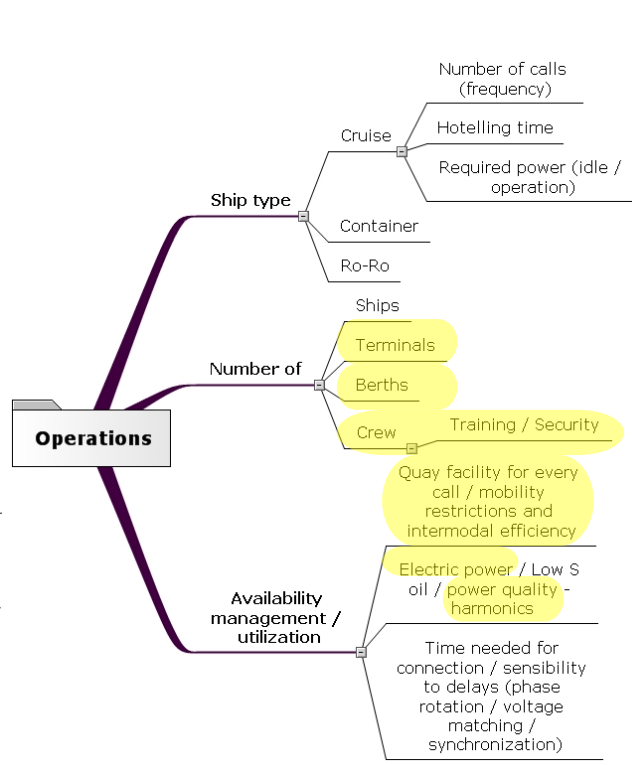 Operations
Ship type
Cruise
Number of calls
(frequency)
Hotelling time
Required power (idle /
operation)
Container
Ro-Ro
Number of
Ships
Terminals
Berths
Crew
Training / Security
Availability
management /
utilization
Quay facility for every
call / mobility
restrictions and
intermodal efficiency
Electric power / Low S
oil / power quality -
harmonics
Time needed for
connection / sensibility
to delays (phase
rotation / voltage
matching /
synchronization)